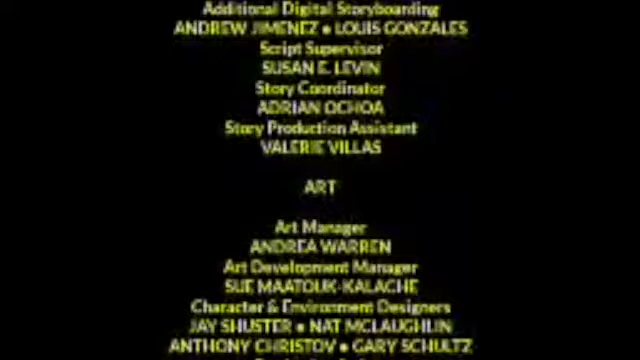 Additional Digital Storyboarding
ANDREW JIMENEZ • LOUIS GONZALES
Script Supervisor
SUSAN E. LEVIN
Story Coordinator
ADRIAN OCHOA
Story Production Assistant
VALERIE VILLAS
ART
Art Manager
ANDREA WARREN
Art Development Manager
SUE MAATOUK-KALACHE
Character & Environment Designers
JAY SHUSTER • NAT MCLAUGHLIN
ANTHONY CHRISTOV • GARY SCHULTZ